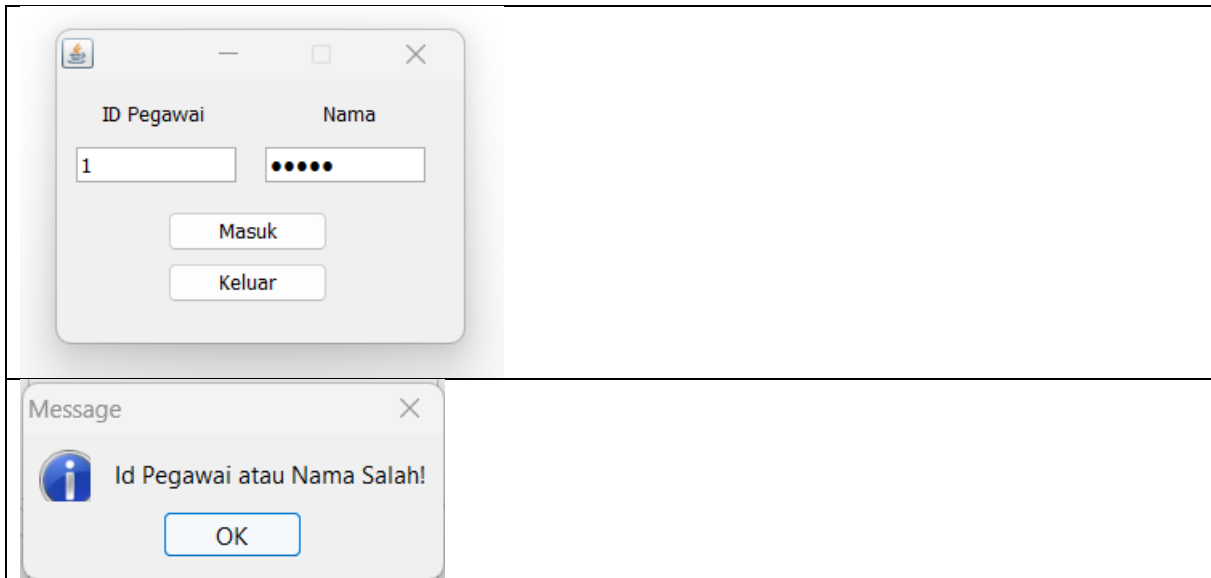 ID Pegawai Nama
1 •••••
Masuk
Keluar
Message
Id Pegawai atau Nama Salah!
OK